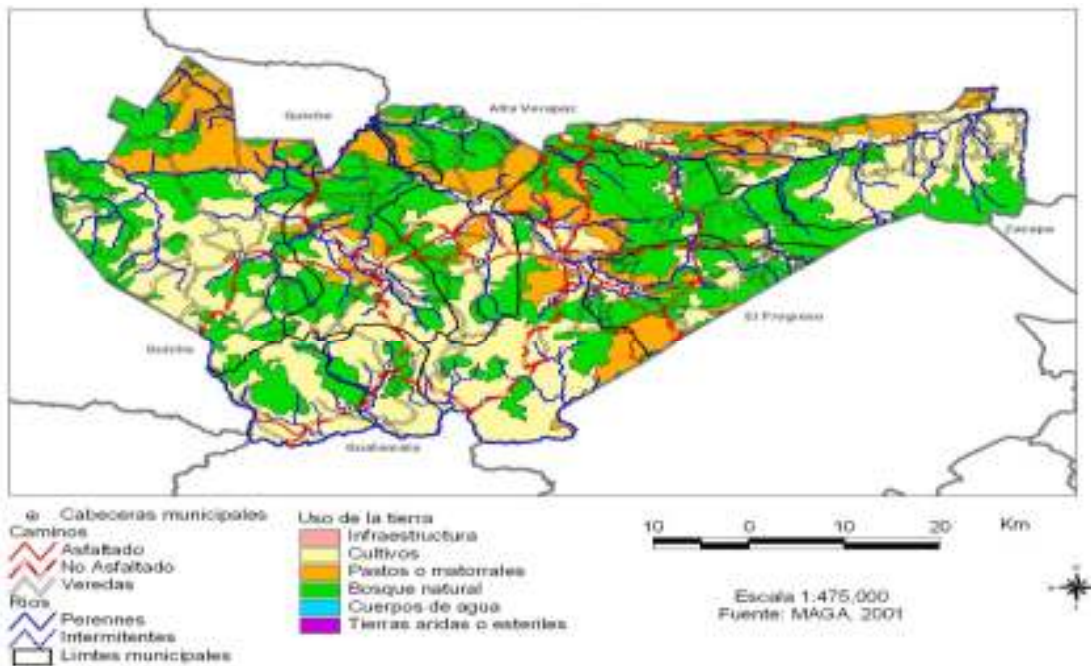 Quiche
Alta Verapaz
Zacapa
El Progreso
Quiche
Guatemala
Cabeceras municipales
Caminos
Asfaltado
No Asfaltado
Veredas
Rios
Perennes
Intermitentes
Limtes municipales
Uso de la tierra
Infraestructura
Cultivos
Pastos o matorrales
Bosque natural
Cuerpos de agua
Tierras aridas o esteriles
10 0 10 20 Km
Escala 1:475,000
Fuente: MAGA, 2001